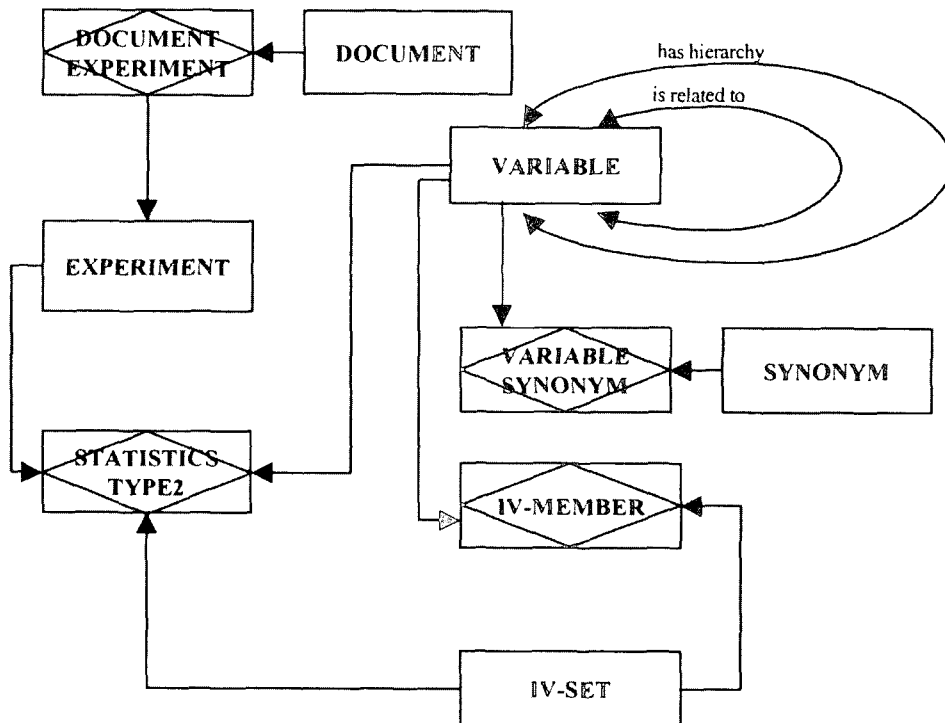 DOCUMENT
EXPERIMENT
DOCUMENT
has hierarchy
is related to
VARIABLE
EXPERIMENT
VARIABLE
SYNONYM
SYNONYM
STATISTICS
TYPE2
IV-MEMBER
IV-SET